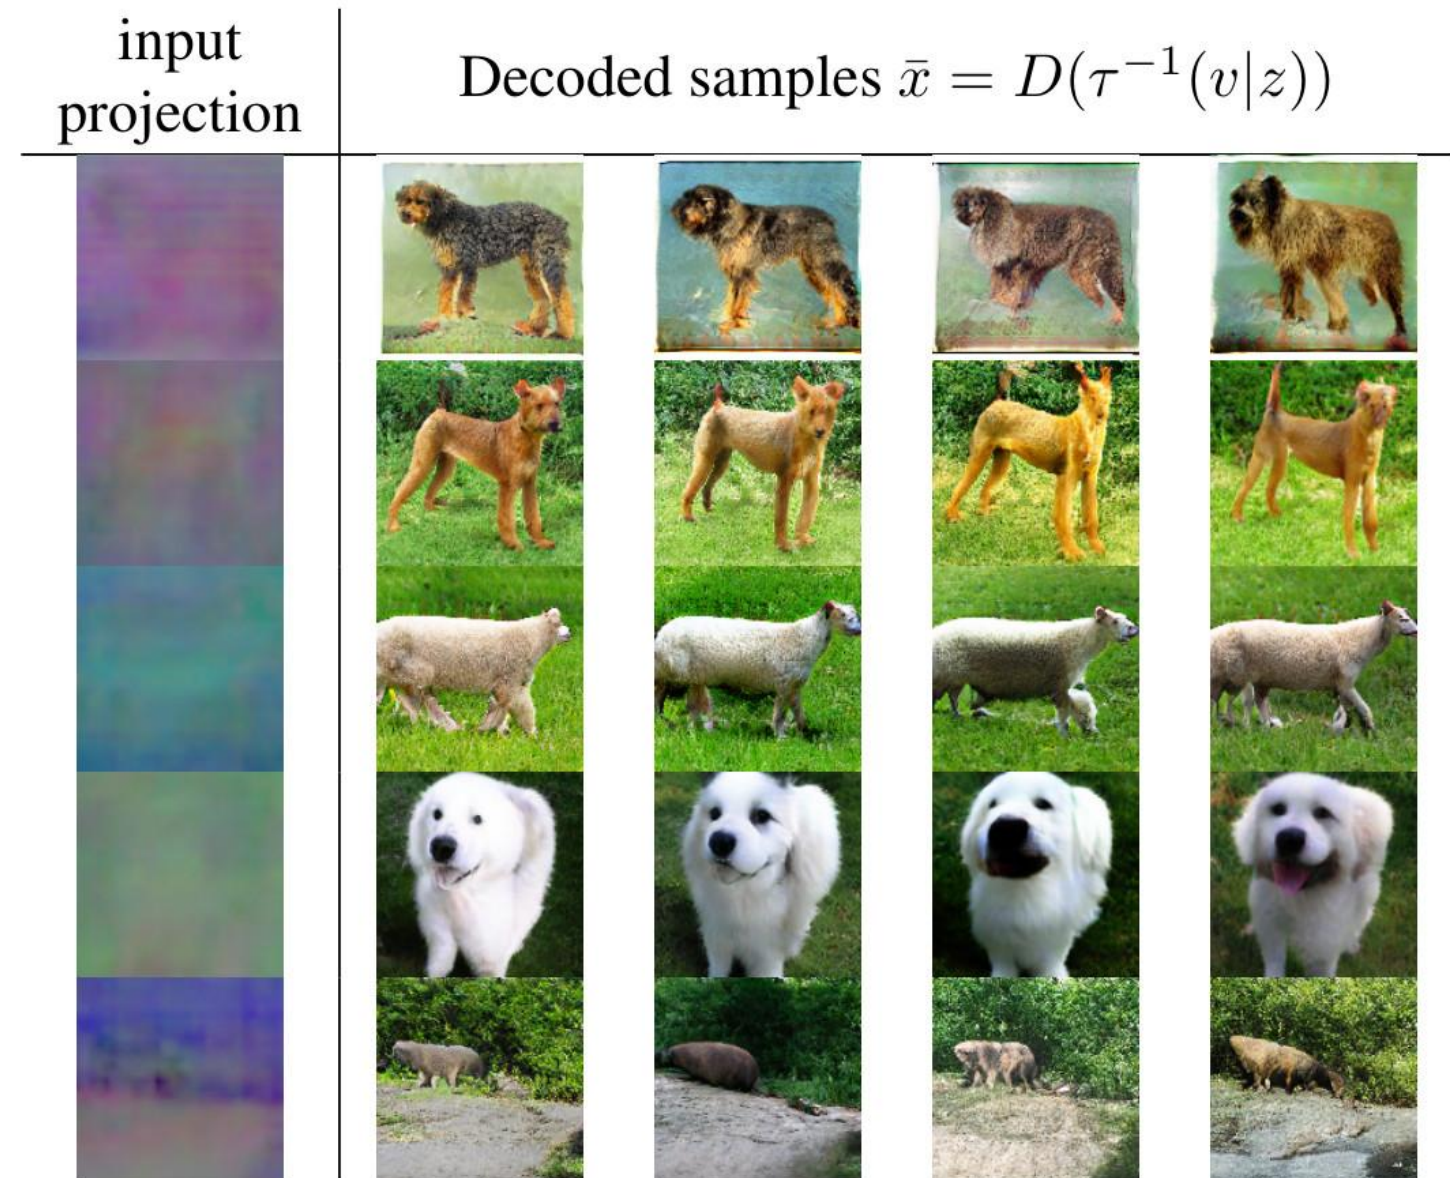 input
projection
Decoded samples x̄ = D(τ⁻¹(v|z))